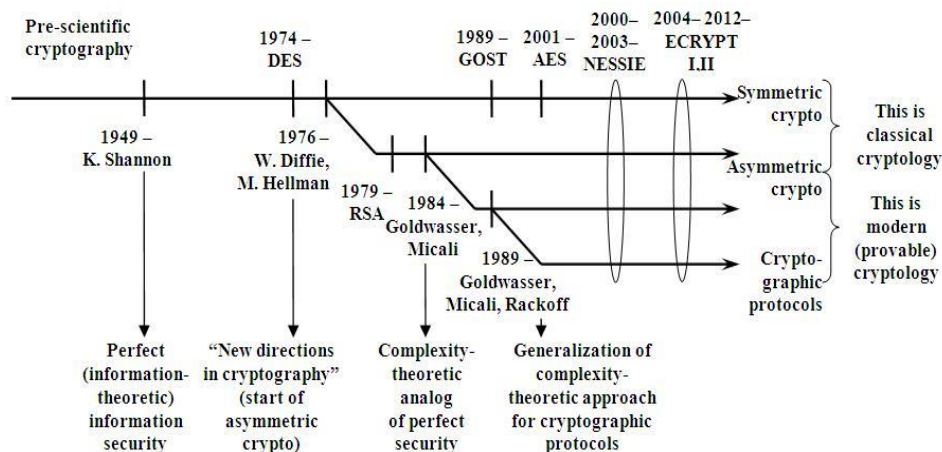 Pre-scientific
cryptography
1974 –
DES
1989 –
GOST
2001 –
AES
2000–
2003–
NESSIE
2004– 2012–
ECRYPT
I.II
Symmetric
crypto
This is
classical
cryptology
1949 –
K. Shannon
1976 –
W. Diffie,
M. Hellman
1979 –
RSA
1984 –
Goldwasser,
Micali
1989 –
Goldwasser,
Micali, Rackoff
Asymmetric
crypto
This is
modern
(provable)
cryptology
Crypto-
graphic
protocols
Perfect
(information-
theoretic)
information
security
“New directions
in cryptography”
(start of
asymmetric
crypto)
Complexity-
theoretic
analog
of perfect
security
Generalization of
complexity-
theoretic approach
for cryptographic
protocols